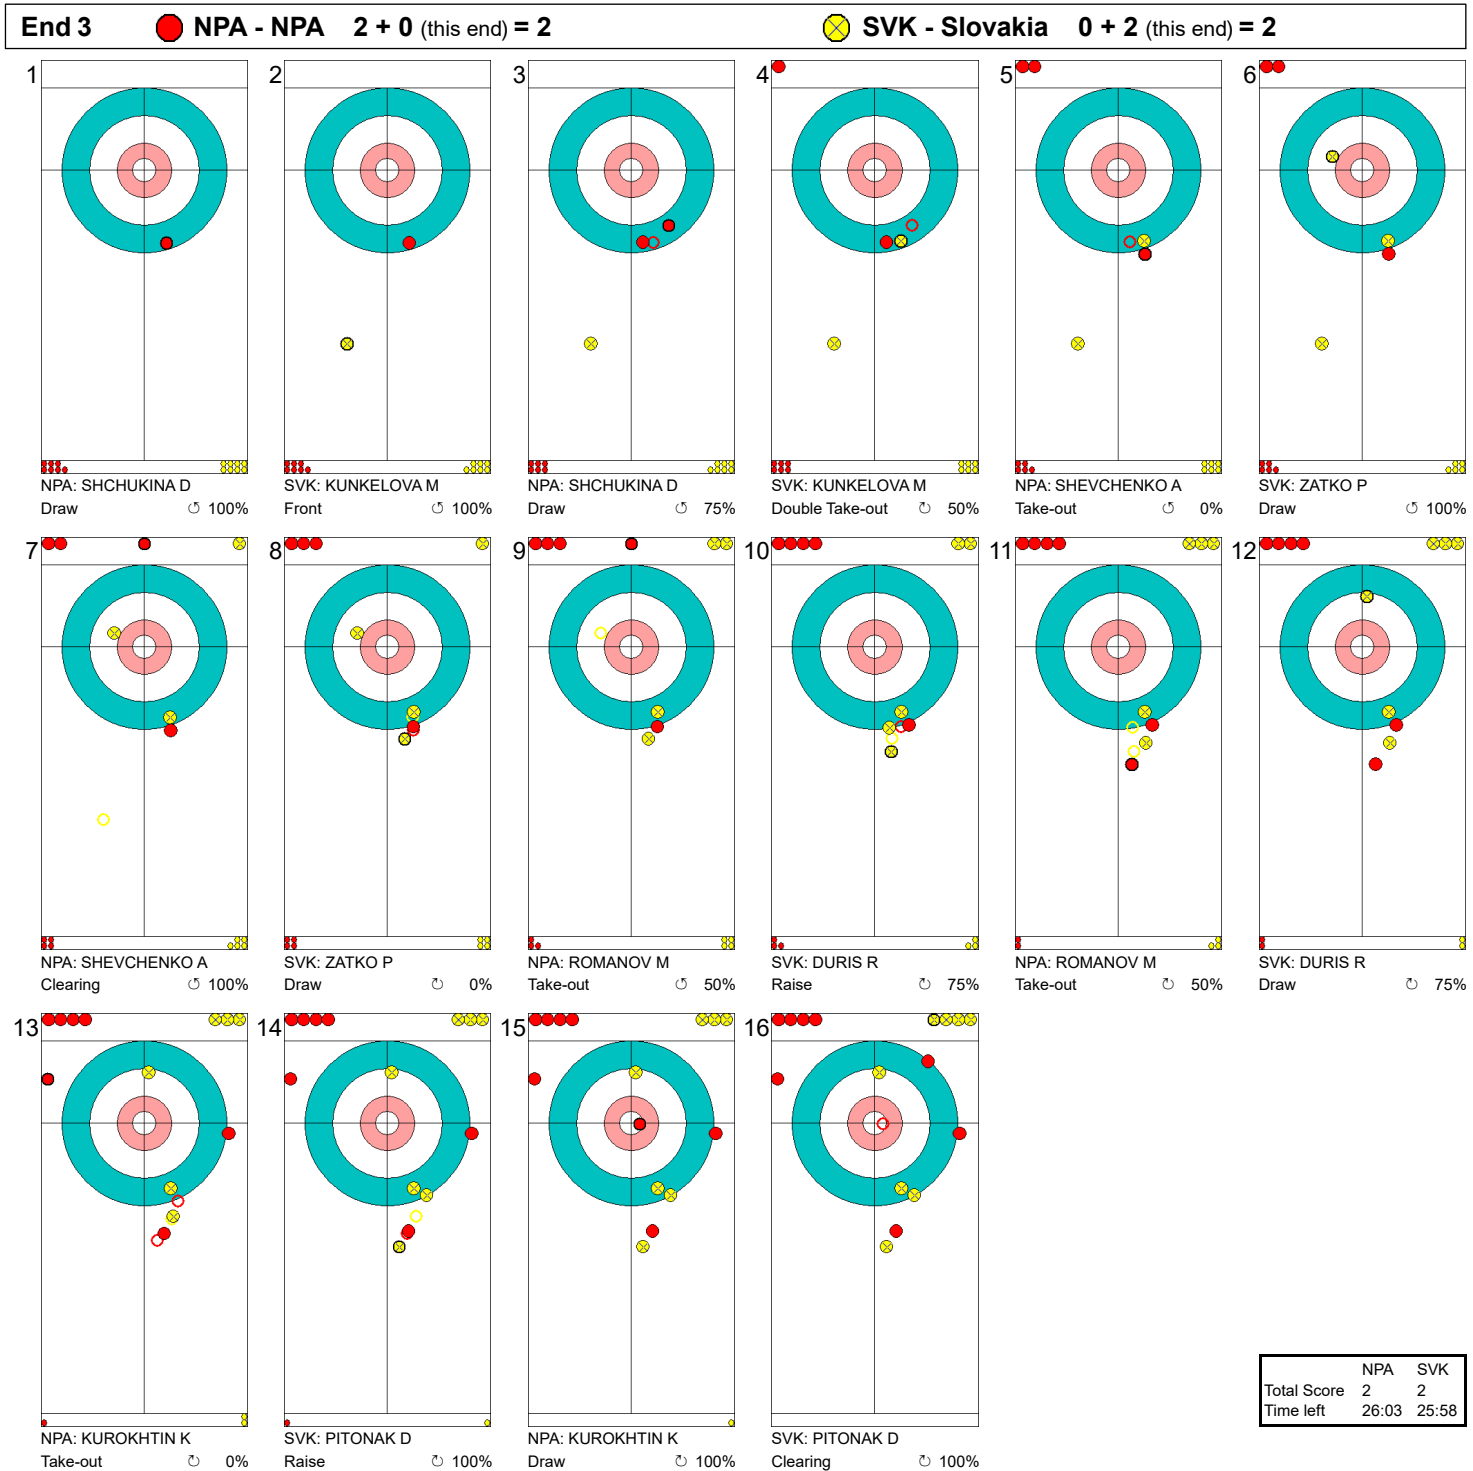 End 3 NPA - NPA 2 + 0 (this end) = 2 SVK - Slovakia 0 + 2 (this end) = 2
1 2 3 4 5 6
NPA: SHCHUKINA D SVK: KUNKELOVA M NPA: SHCHUKINA D SVK: KUNKELOVA M NPA: SHEVCHENKO A SVK: ZATKO P
Draw ↺ 100% Front ↺ 100% Draw ↺ 75% Double Take-out ↻ 50% Take-out ↺ 0% Draw ↺ 100%
7 8 9 10 11 12
NPA: SHEVCHENKO A SVK: ZATKO P NPA: ROMANOV M SVK: DURIS R NPA: ROMANOV M SVK: DURIS R
Clearing ↺ 100% Draw ↻ 0% Take-out ↺ 50% Raise ↻ 75% Take-out ↻ 50% Draw ↻ 75%
13 14 15 16
NPA: KUROKHTIN K SVK: PITONAK D NPA: KUROKHTIN K SVK: PITONAK D
Take-out ↻ 0% Raise ↻ 100% Draw ↻ 100% Clearing ↻ 100%
NPA SVK
Total Score 2 2
Time left 26:03 25:58